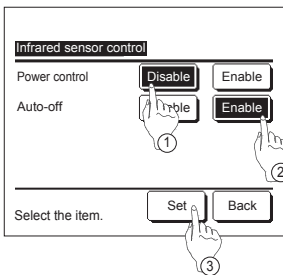 Infrared sensor control
Power control Disable Enable
Auto-off Enable
① ②
Select the item. Set Back
③